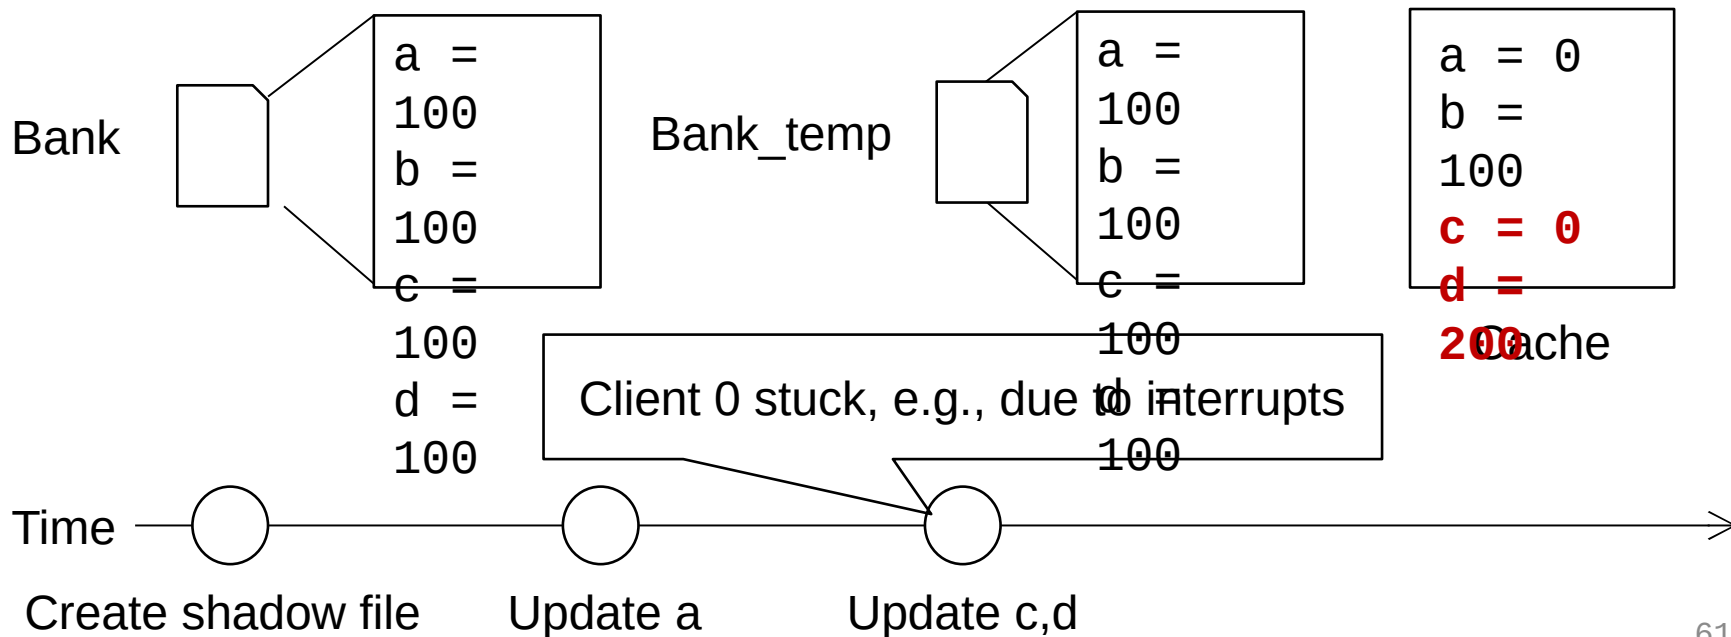 Bank
a =
100
b =
100
c =
100
d =
100
Bank_temp
a =
100
b =
100
c =
100
d =
100
a = 0
b =
100
c = 0
d =
200
Cache
Client 0 stuck, e.g., due to interrupts
Time
Create shadow file
Update a
Update c,d
61